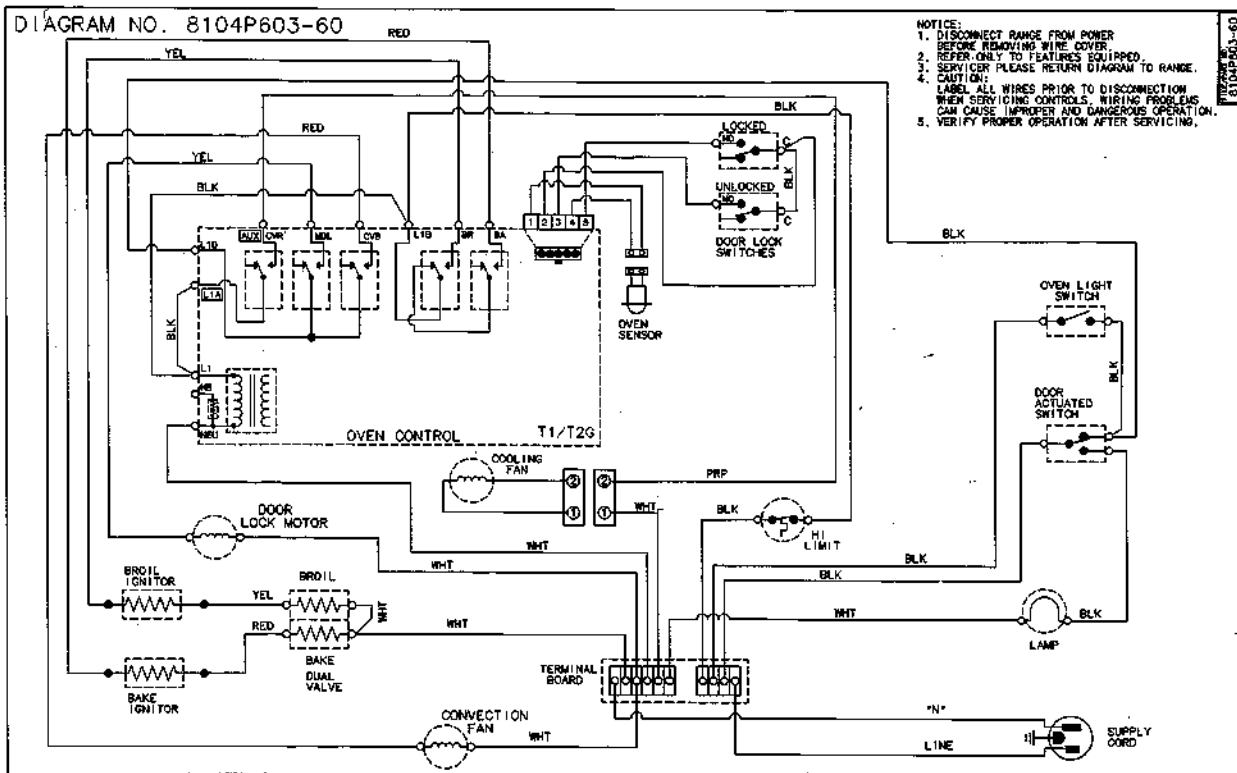 DIAGRAM NO. 8104P603-60
NOTICE:
1. DISCONNECT RANGE FROM POWER
BEFORE REMOVING WIRE COVER.
2. REFER ONLY TO FEATURES EQUIPPED.
3. SERVICER PLEASE RETURN DIAGRAM TO RANGE.
4. CAUTION:
LABEL ALL WIRES PRIOR TO DISCONNECTION
WHEN SERVICING CONTROLS. WIRING PROBLEMS
CAN CAUSE IMPROPER AND DANGEROUS OPERATION.
5. VERIFY PROPER OPERATION AFTER SERVICING.
8104P603-60
RED
YEL
BLK
RED
YEL
BLK
LOCKED
NO
C
BLK
UNLOCKED
NO
C
DOOR LOCK
SWITCHES
1 2 3 4 5
AUX
CVR
MDL
CVB
L1B
BR
BA
L1D
L1A
BLK
L1
NEU
OVEN CONTROL
T1/T2G
OVEN
SENSOR
BLK
OVEN LIGHT
SWITCH
BLK
DOOR
ACTUATED
SWITCH
COOLING
FAN
2
1
2
1
PRP
WHT
DOOR
LOCK MOTOR
WHT
WHT
BLK
HI
LIMIT
BLK
BLK
BROIL
IGNITOR
YEL
BROIL
WHT
RED
BAKE
DUAL
VALVE
WHT
BAKE
IGNITOR
WHT
BLK
LAMP
TERMINAL
BOARD
CONVECTION
FAN
WHT
"N"
LINE
SUPPLY
CORD